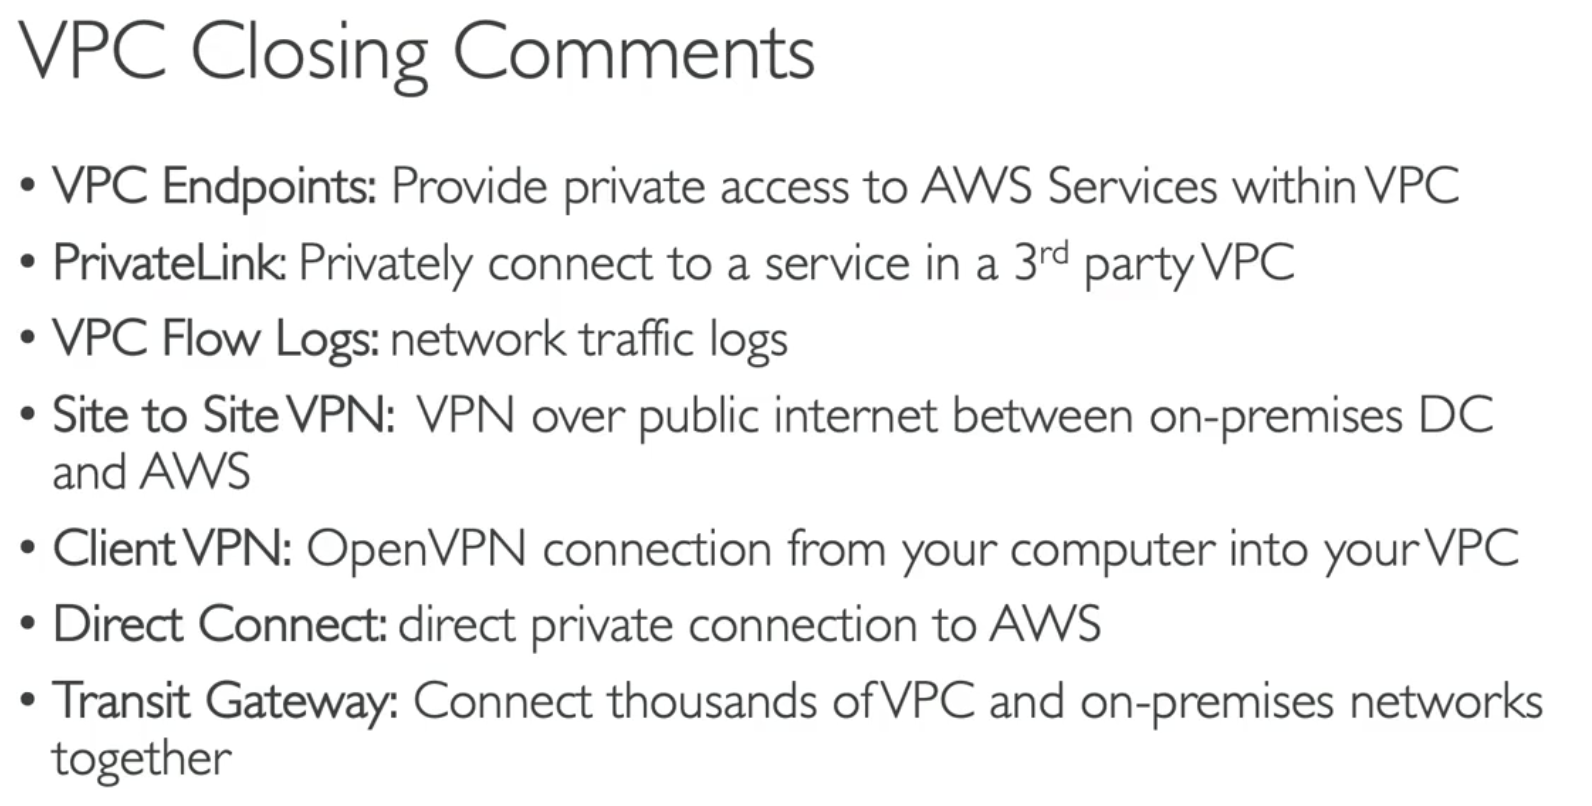 VPC Closing Comments
• VPC Endpoints: Provide private access to AWS Services within VPC
• PrivateLink: Privately connect to a service in a 3rd party VPC
• VPC Flow Logs: network traffic logs
• Site to Site VPN: VPN over public internet between on-premises DC
and AWS
• Client VPN: OpenVPN connection from your computer into your VPC
• Direct Connect: direct private connection to AWS
• Transit Gateway: Connect thousands of VPC and on-premises networks
together